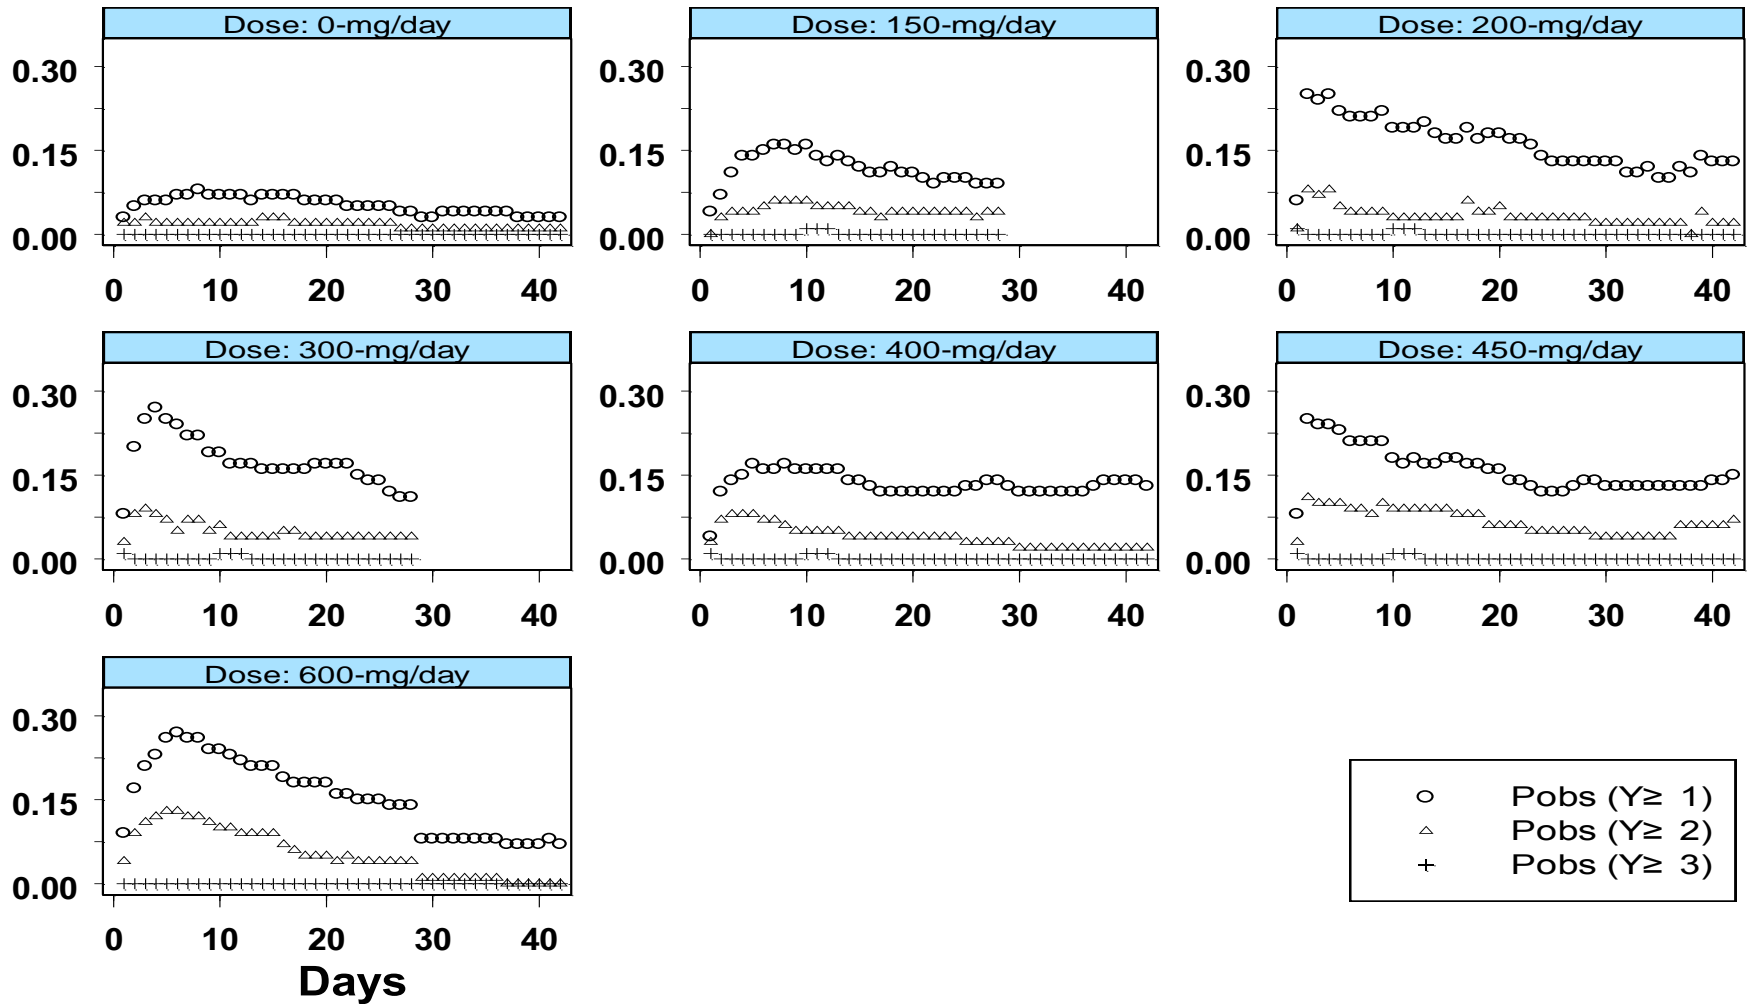 Dose: 0-mg/day
Dose: 150-mg/day
Dose: 200-mg/day
0.30
0.15
0.00
0.30
0.15
0.00
0.30
0.15
0.00
0 10 20 30 40
0 10 20 30 40
0 10 20 30 40
Dose: 300-mg/day
Dose: 400-mg/day
Dose: 450-mg/day
0.30
0.15
0.00
0.30
0.15
0.00
0.30
0.15
0.00
0 10 20 30 40
0 10 20 30 40
0 10 20 30 40
Dose: 600-mg/day
0.30
0.15
0.00
0 10 20 30 40
Days
Pobs (Y≥ 1)
Pobs (Y≥ 2)
Pobs (Y≥ 3)